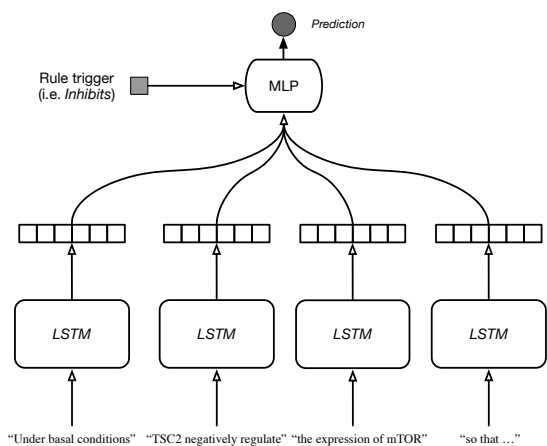 Prediction
Rule trigger
(i.e. Inhibits)
MLP
LSTM LSTM LSTM LSTM
“Under basal conditions” “TSC2 negatively regulate” “the expression of mTOR” “so that ...”